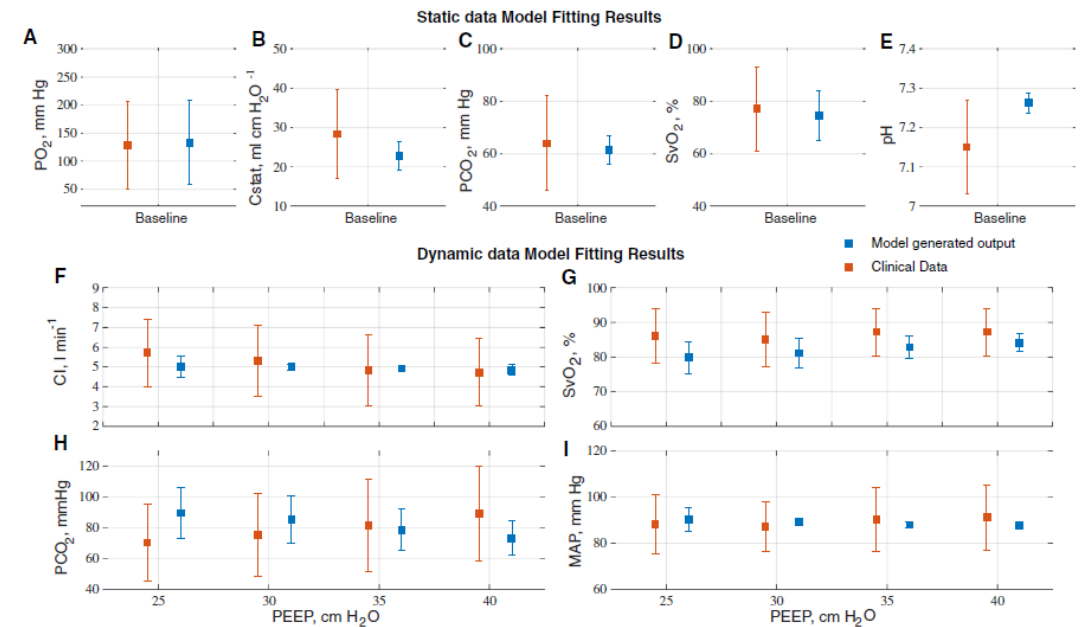 Static data Model Fitting Results
A
PO2, mm Hg
300
250
200
150
100
50
Baseline
B
Cstat, ml cm H2O -1
50
40
30
20
10
Baseline
C
PCO2, mm Hg
100
80
60
40
Baseline
D
SvO2, %
100
80
60
40
Baseline
E
pH
7.4
7.3
7.2
7.1
7
Baseline
Dynamic data Model Fitting Results
Model generated output
Clinical Data
F
CI, l min-1
9
8
7
6
5
4
3
2
G
SvO2, %
100
90
80
70
60
H
PCO2, mmHg
120
100
80
60
40
25
30
35
40
PEEP, cm H2O
I
MAP, mm Hg
120
100
80
60
25
30
35
40
PEEP, cm H2O